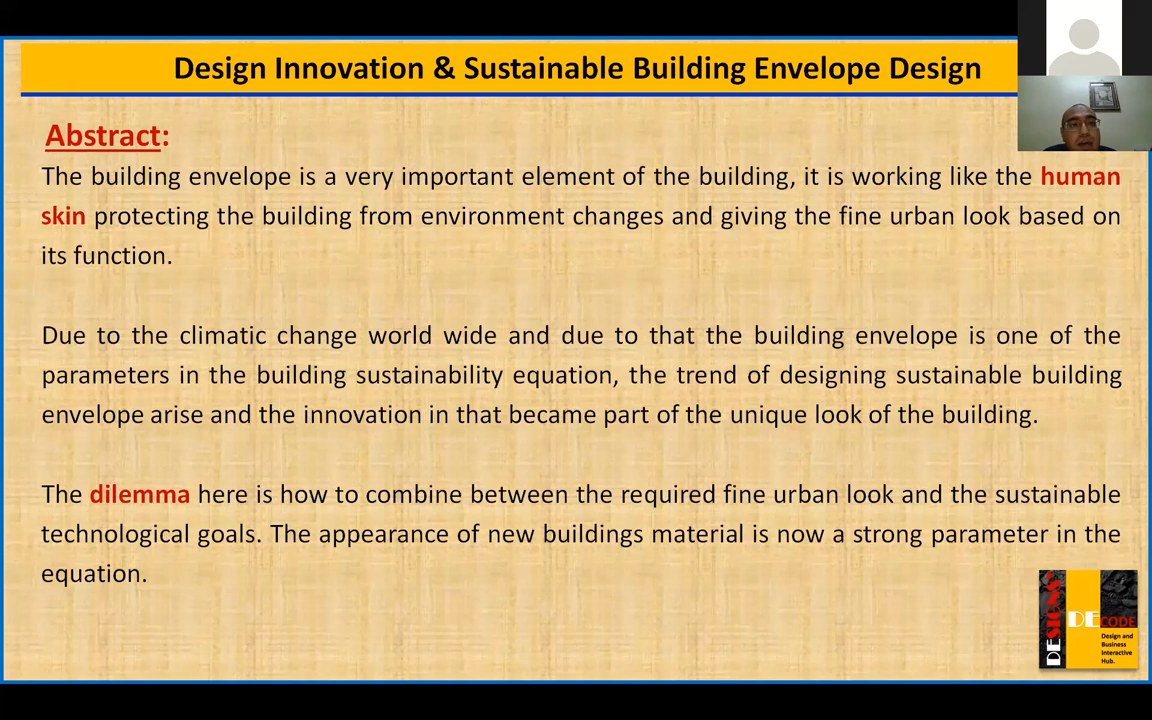 Design Innovation & Sustainable Building Envelope Design
Abstract:
The building envelope is a very important element of the building, it is working like the human
skin protecting the building from environment changes and giving the fine urban look based on
its function.
Due to the climatic change world wide and due to that the building envelope is one of the
parameters in the building sustainability equation, the trend of designing sustainable building
envelope arise and the innovation in that became part of the unique look of the building.
The dilemma here is how to combine between the required fine urban look and the sustainable
technological goals. The appearance of new buildings material is now a strong parameter in the
equation.
DESIGNS
DECODE
Design and
Business
Interactive
Hub.